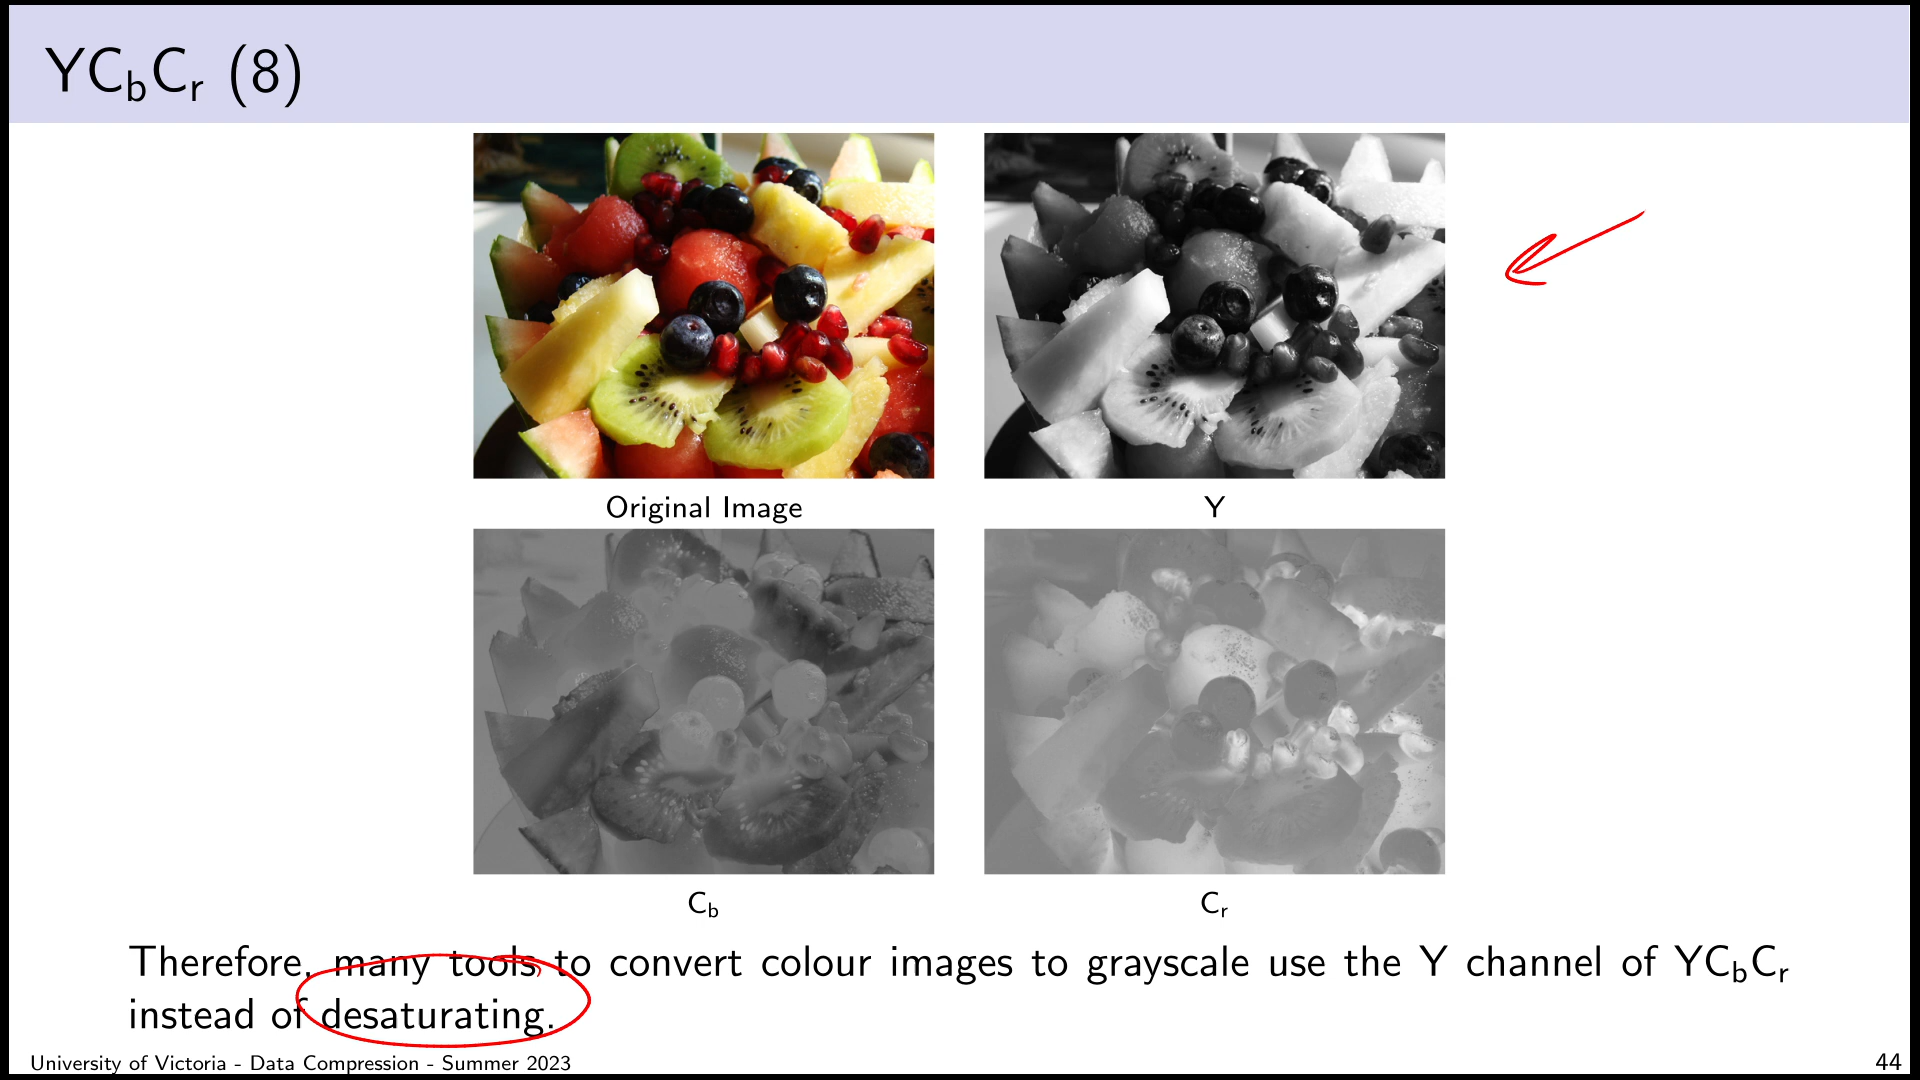 YCbCr (8)
Original Image
Y
Cb
Cr
Therefore, many tools to convert colour images to grayscale use the Y channel of YCbCr
instead of desaturating.
University of Victoria - Data Compression - Summer 2023
44